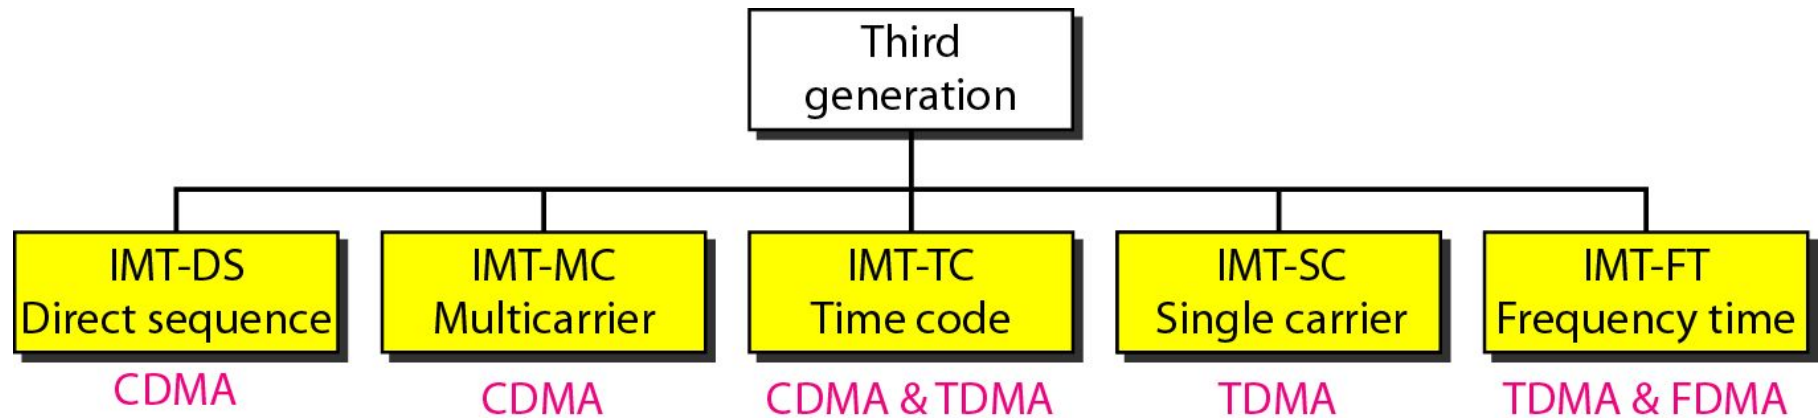 Third
generation
IMT-DS
Direct sequence
CDMA
IMT-MC
Multicarrier
CDMA
IMT-TC
Time code
CDMA & TDMA
IMT-SC
Single carrier
TDMA
IMT-FT
Frequency time
TDMA & FDMA